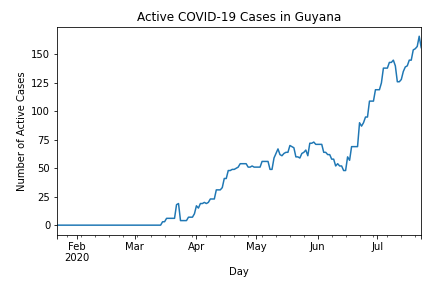 Active COVID-19 Cases in Guyana
Number of Active Cases
150
125
100
75
50
25
0
Feb Mar Apr May Jun Jul
2020
Day